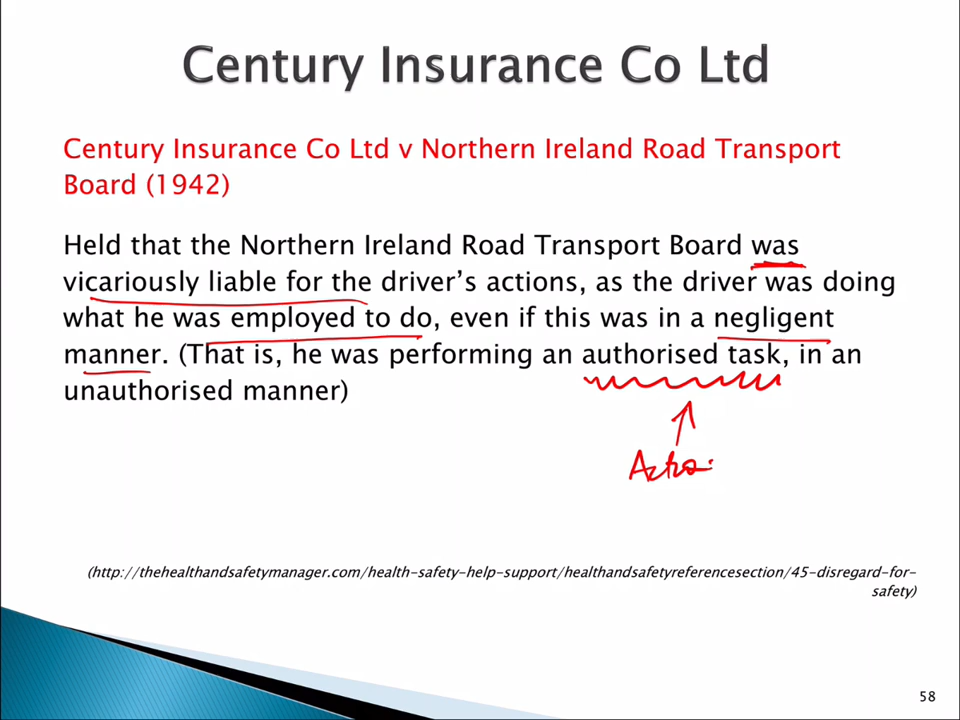 Century Insurance Co Ltd
Century Insurance Co Ltd v Northern Ireland Road Transport
Board (1942)
Held that the Northern Ireland Road Transport Board was
vicariously liable for the driver’s actions, as the driver was doing
what he was employed to do, even if this was in a negligent
manner. (That is, he was performing an authorised task, in an
unauthorised manner)
(http://thehealthandsafetymanager.com/health-safety-help-support/healthandsafetyreferencesection/45-disregard-for-
safety)
58